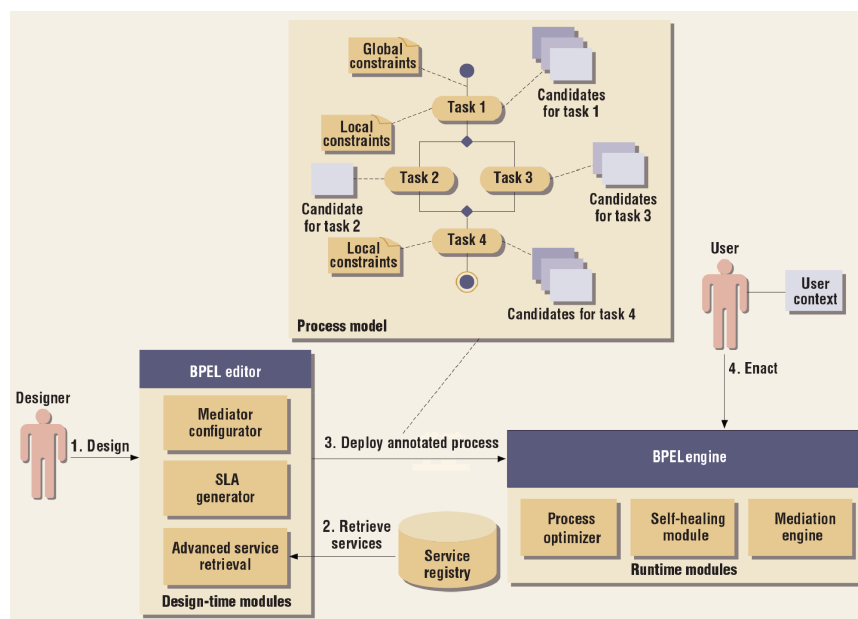 Global
constraints
Task 1
Candidates
for task 1
Local
constraints
Task 2
Task 3
Candidate
for task 2
Candidates
for task 3
Local
constraints
Task 4
Candidates for task 4
Process model
User
User
context
4. Enact
Designer
1. Design
BPEL editor
Mediator
configurator
SLA
generator
Advanced service
retrieval
Design-time modules
3. Deploy annotated process
2. Retrieve
services
Service
registry
BPEL engine
Process
optimizer
Self-healing
module
Mediation
engine
Runtime modules